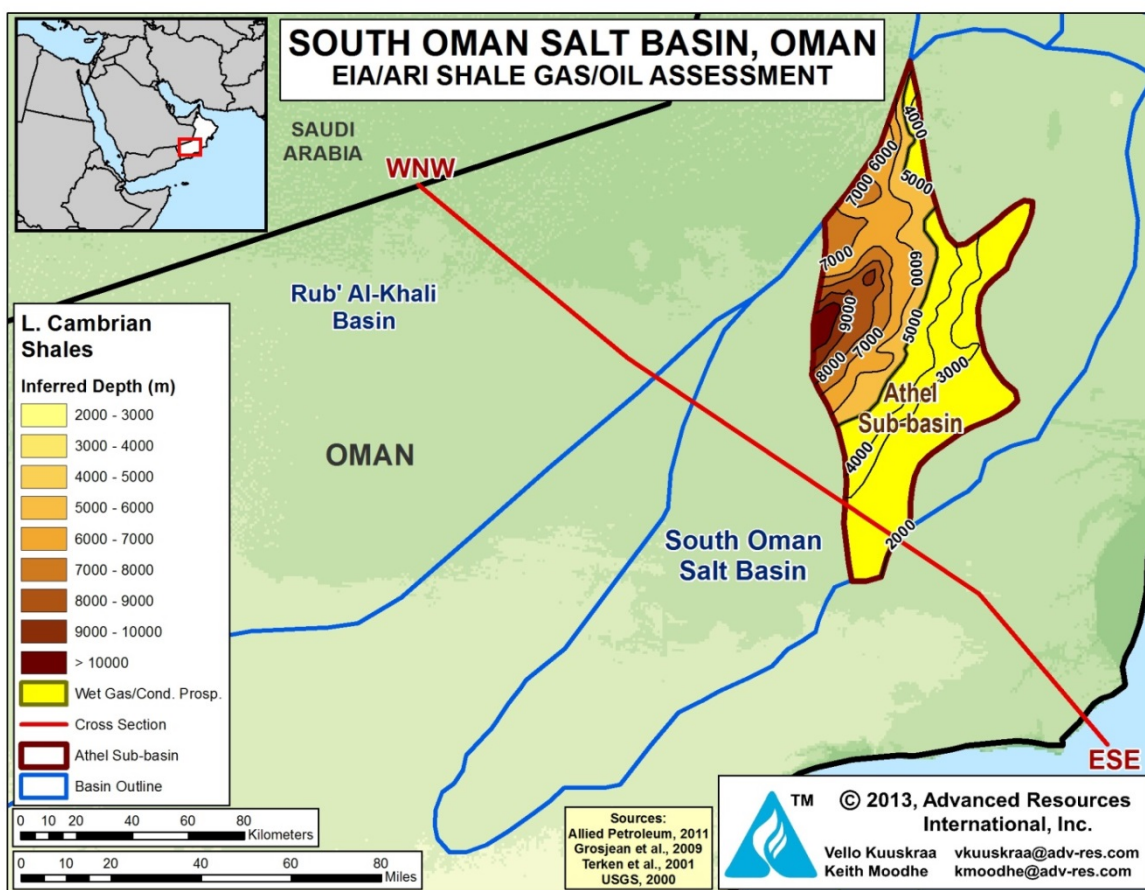 SOUTH OMAN SALT BASIN, OMAN
EIA/ARI SHALE GAS/OIL ASSESSMENT
SAUDI
ARABIA
WNW
Rub' Al-Khali
Basin
OMAN
South Oman
Salt Basin
Athel
Sub-basin
ESE
4000
6000
5000
7000
7000
6000
9000
5000
7000
8000
3000
4000
2000
L. Cambrian
Shales
Inferred Depth (m)
2000 - 3000
3000 - 4000
4000 - 5000
5000 - 6000
6000 - 7000
7000 - 8000
8000 - 9000
9000 - 10000
> 10000
Wet Gas/Cond. Prosp.
Cross Section
Athel Sub-basin
Basin Outline
0 10 20 40 60 80
Kilometers
0 10 20 40 60 80
Miles
Sources:
Allied Petroleum, 2011
Grosjean et al., 2009
Terken et al., 2001
USGS, 2000
TM
© 2013, Advanced Resources
International, Inc.
Vello Kuuskraa vkuuskraa@adv-res.com
Keith Moodhe kmoodhe@adv-res.com